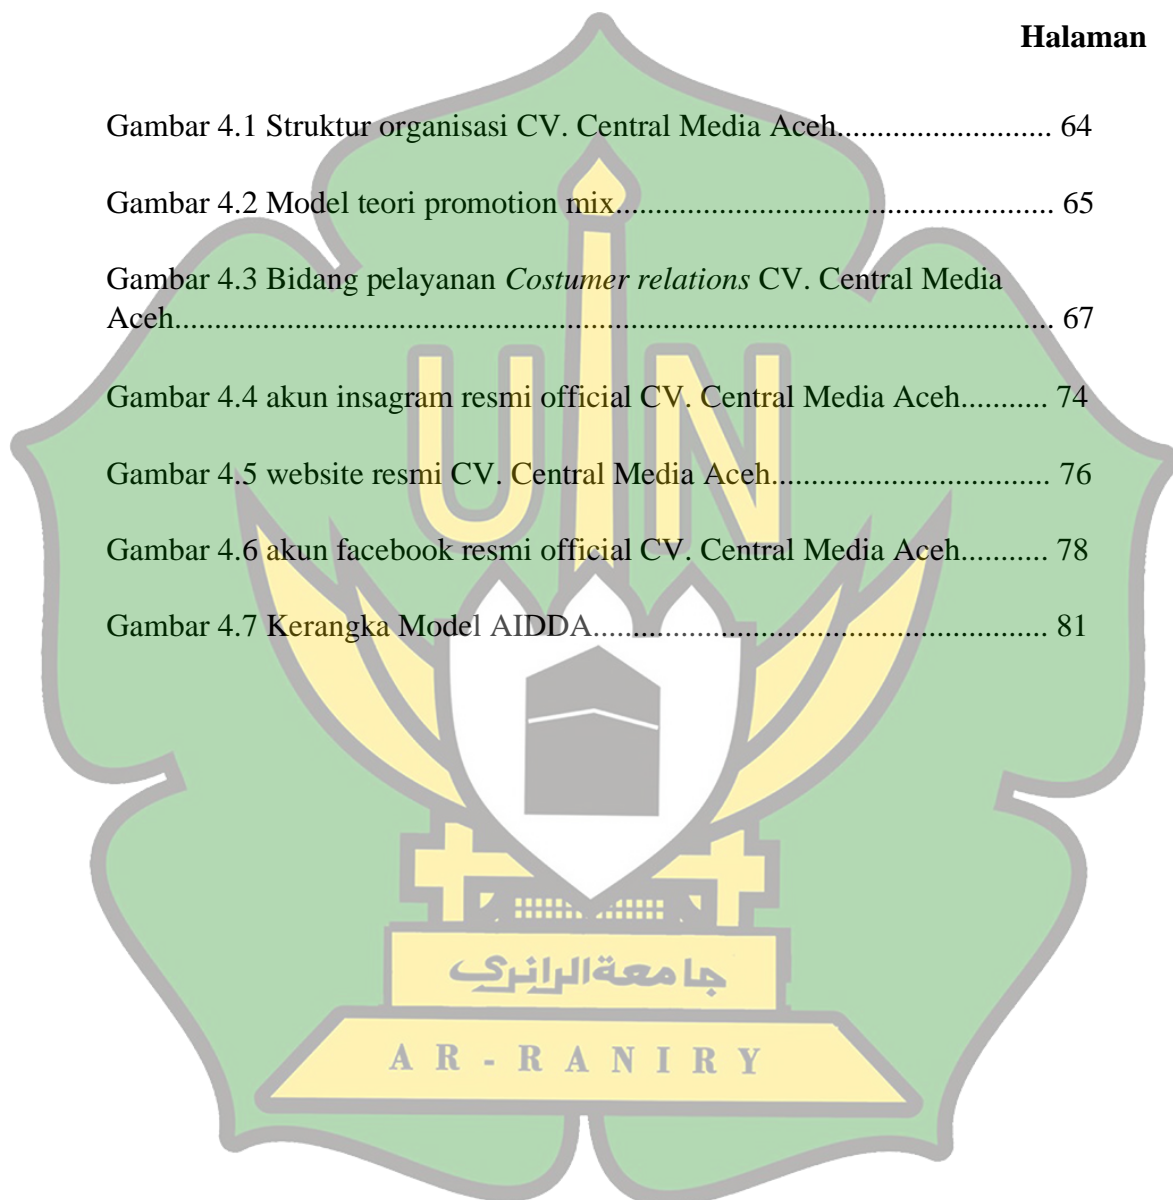 Halaman
Gambar 4.1 Struktur organisasi CV. Central Media Aceh........................... 64
Gambar 4.2 Model teori promotion mix....................................................... 65
Gambar 4.3 Bidang pelayanan Costumer relations CV. Central Media
Aceh.............................................................................................................. 67
Gambar 4.4 akun insagram resmi official CV. Central Media Aceh........... 74
Gambar 4.5 website resmi CV. Central Media Aceh.................................. 76
Gambar 4.6 akun facebook resmi official CV. Central Media Aceh........... 78
Gambar 4.7 Kerangka Model AIDDA......................................................... 81
UIN
جامعة الرانري
AR-RANIRY